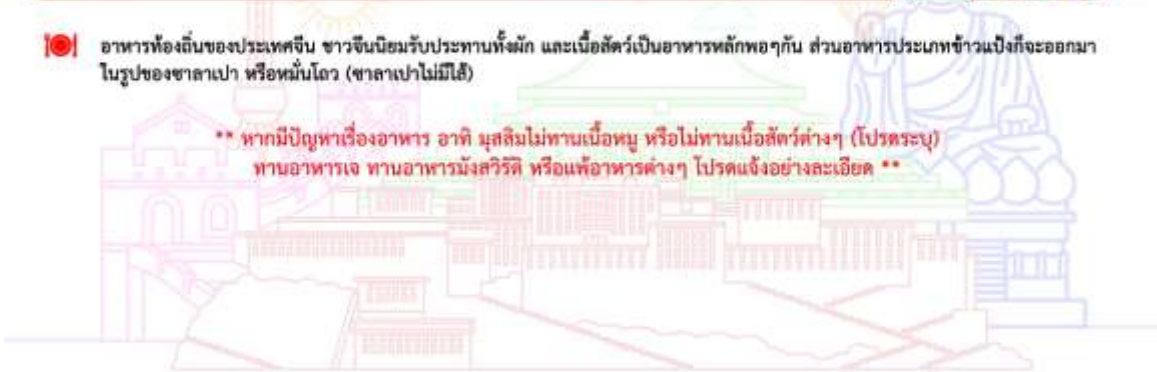 อาหารท้องถิ่นของประเทศจีน ชาวจีนนิยมรับประทานทั้งผัก และเนื้อสัตว์เป็นอาหารหลักพอๆกัน ส่วนอาหารประเภทข้าวแป้งก็จะออกมา
ในรูปของซาลาเปา หรือหมั่นโถว (ซาลาเปาไม่มีไส้)
** หากมีปัญหาเรื่องอาหาร อาทิ มุสลิมไม่ทานเนื้อหมู หรือไม่ทานเนื้อสัตว์ต่างๆ (โปรดระบุ)
ทานอาหารเจ ทานอาหารมังสวิรัติ หรือแพ้อาหารต่างๆ โปรดแจ้งอย่างละเอียด **